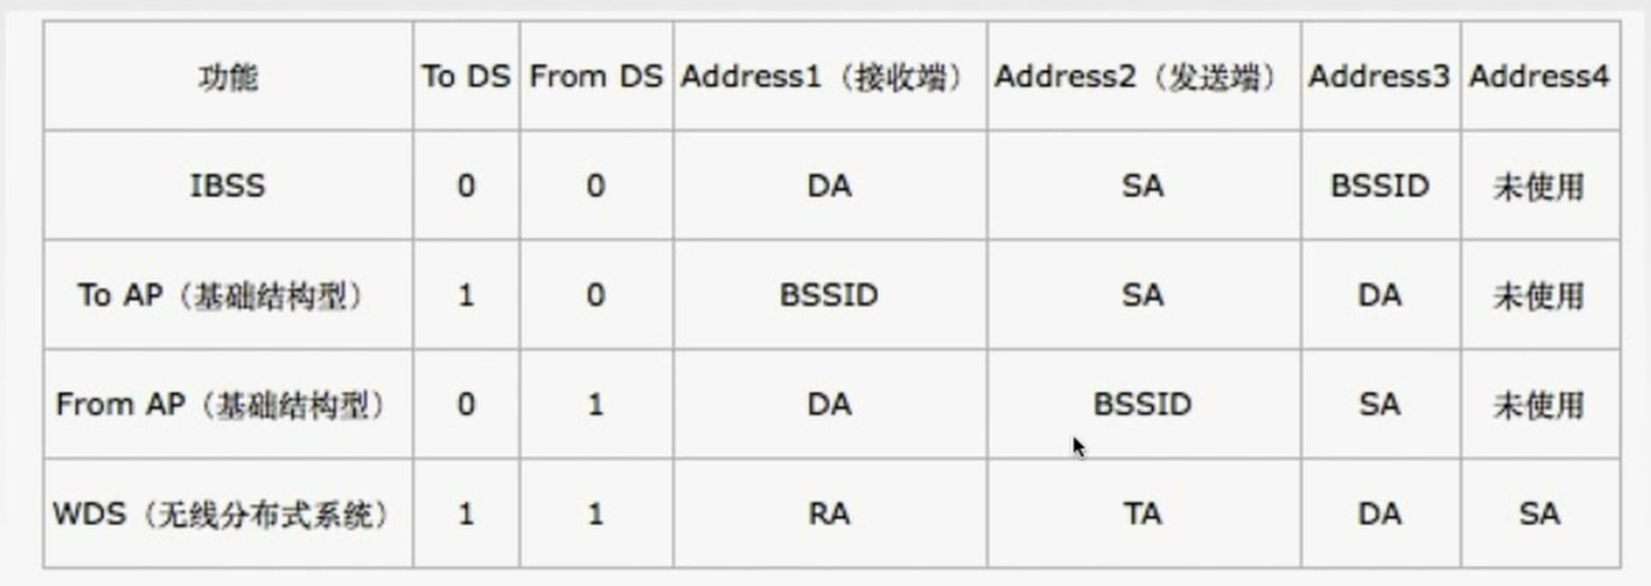 功能 To DS From DS Address1（接收端） Address2（发送端） Address3 Address4
IBSS 0 0 DA SA BSSID 未使用
To AP（基础结构型） 1 0 BSSID SA DA 未使用
From AP（基础结构型） 0 1 DA BSSID SA 未使用
WDS（无线分布式系统） 1 1 RA TA DA SA